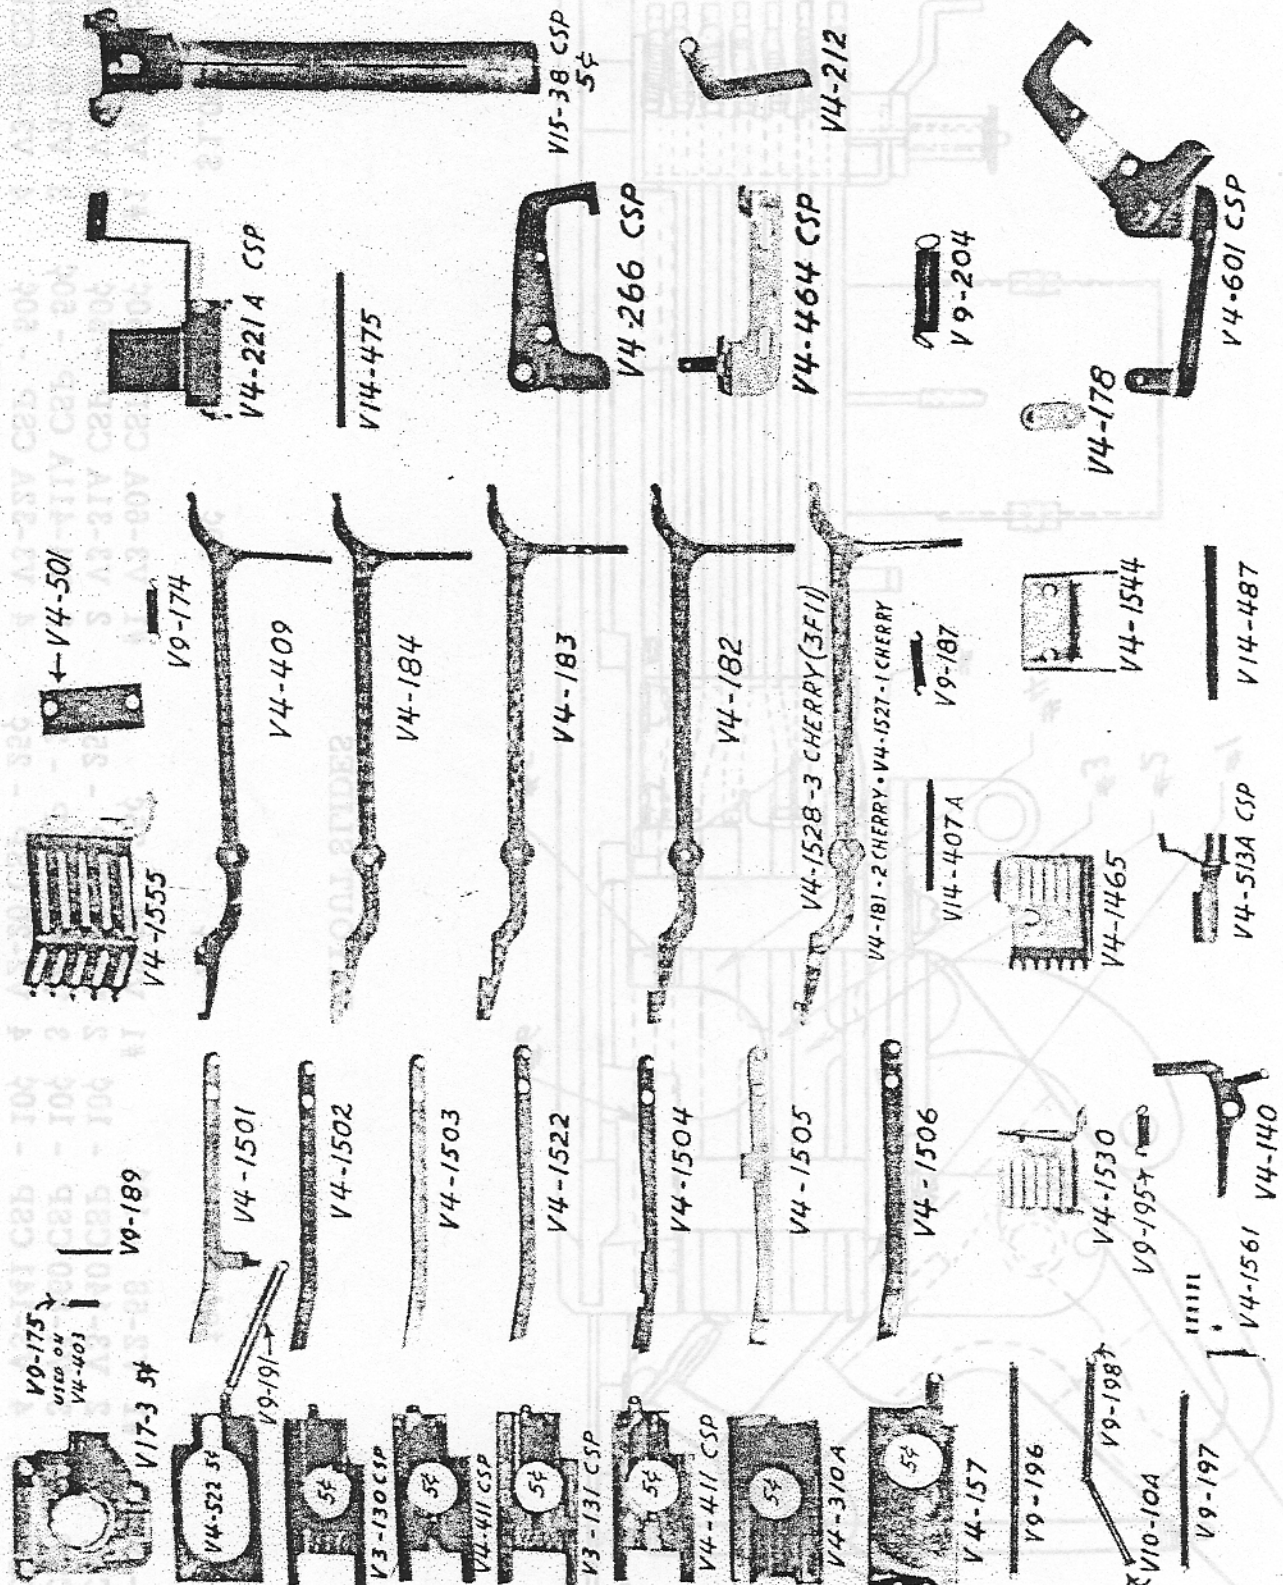 V15-38 CSP
5¢
V4-212
V4-221 A CSP
V14-475
V4-266 CSP
V4-464 CSP
V9-204
V4-601 CSP
V4-178
←V4-501
V9-174
V4-409
V4-184
V4-183
V4-182
V4-1528-3 CHERRY (3F11)
V4-181-2 CHERRY • V4-1527-1 CHERRY
V9-187
V4-1544
V14-487
V4-1555
V14-407 A
V4-1465
V4-513A CSP
V9-189
V4-1501
V4-1502
V4-1503
V4-1522
V4-1504
V4-1505
V4-1506
V4-1530
V9-195
V4-140
V9-175
USED ON
V4-403
V17-3 5¢
V4-522 5¢
V9-191→
5¢
V3-130 CSP
5¢
V4-411 CSP
5¢
V3-131 CSP
5¢
V4-411 CSP
5¢
V4-310A
5¢
V4-157
V9-196
V9-198
V10-10A
V9-197
V4-1561